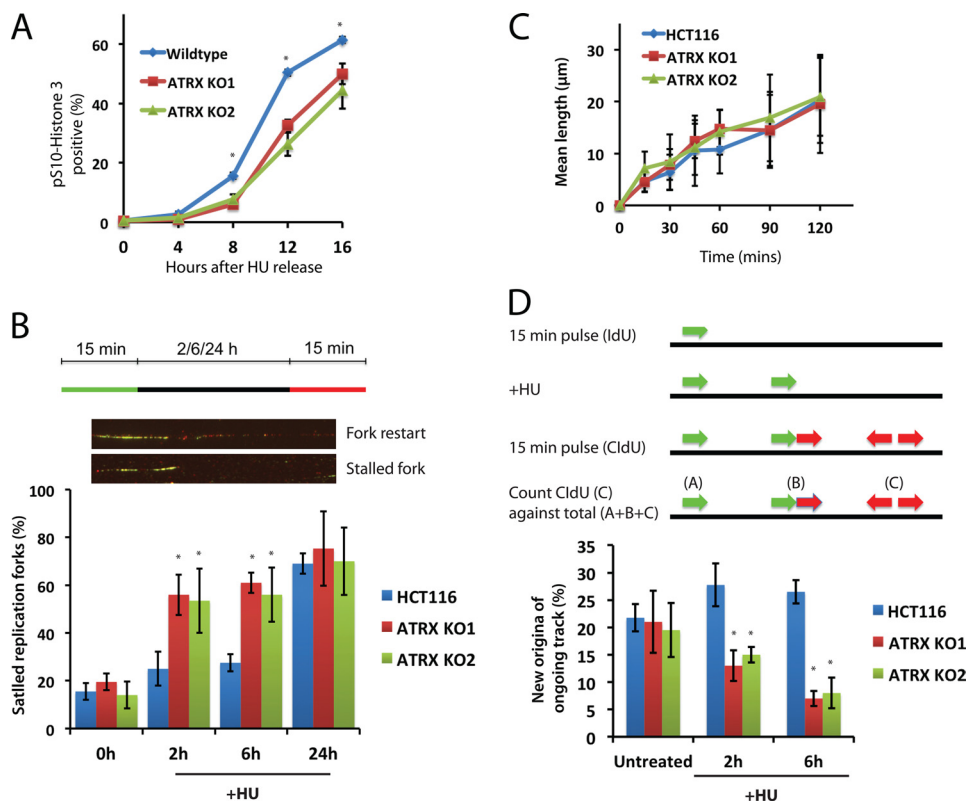 A
60
40
20
0
pS10-Histone 3
positive (%)
*
*
*
Wildtype
ATRX KO1
ATRX KO2
0 4 8 12 16
Hours after HU release
C
40
30
20
10
0
Mean length (µm)
HCT116
ATRX KO1
ATRX KO2
0 30 60 90 120
Time (mins)
B
15 min 2/6/24 h 15 min
Fork restart
Stalled fork
100
80
60
40
20
0
Satlled replication forks (%)
* * * *
HCT116
ATRX KO1
ATRX KO2
0h 2h 6h 24h
+HU
D
15 min pulse (IdU)
+HU
15 min pulse (CldU)
Count CldU (C)
against total (A+B+C)
(A) (B) (C)
35
30
25
20
15
10
5
0
New origina of
ongoing track (%)
* * * *
HCT116
ATRX KO1
ATRX KO2
Untreated 2h 6h
+HU